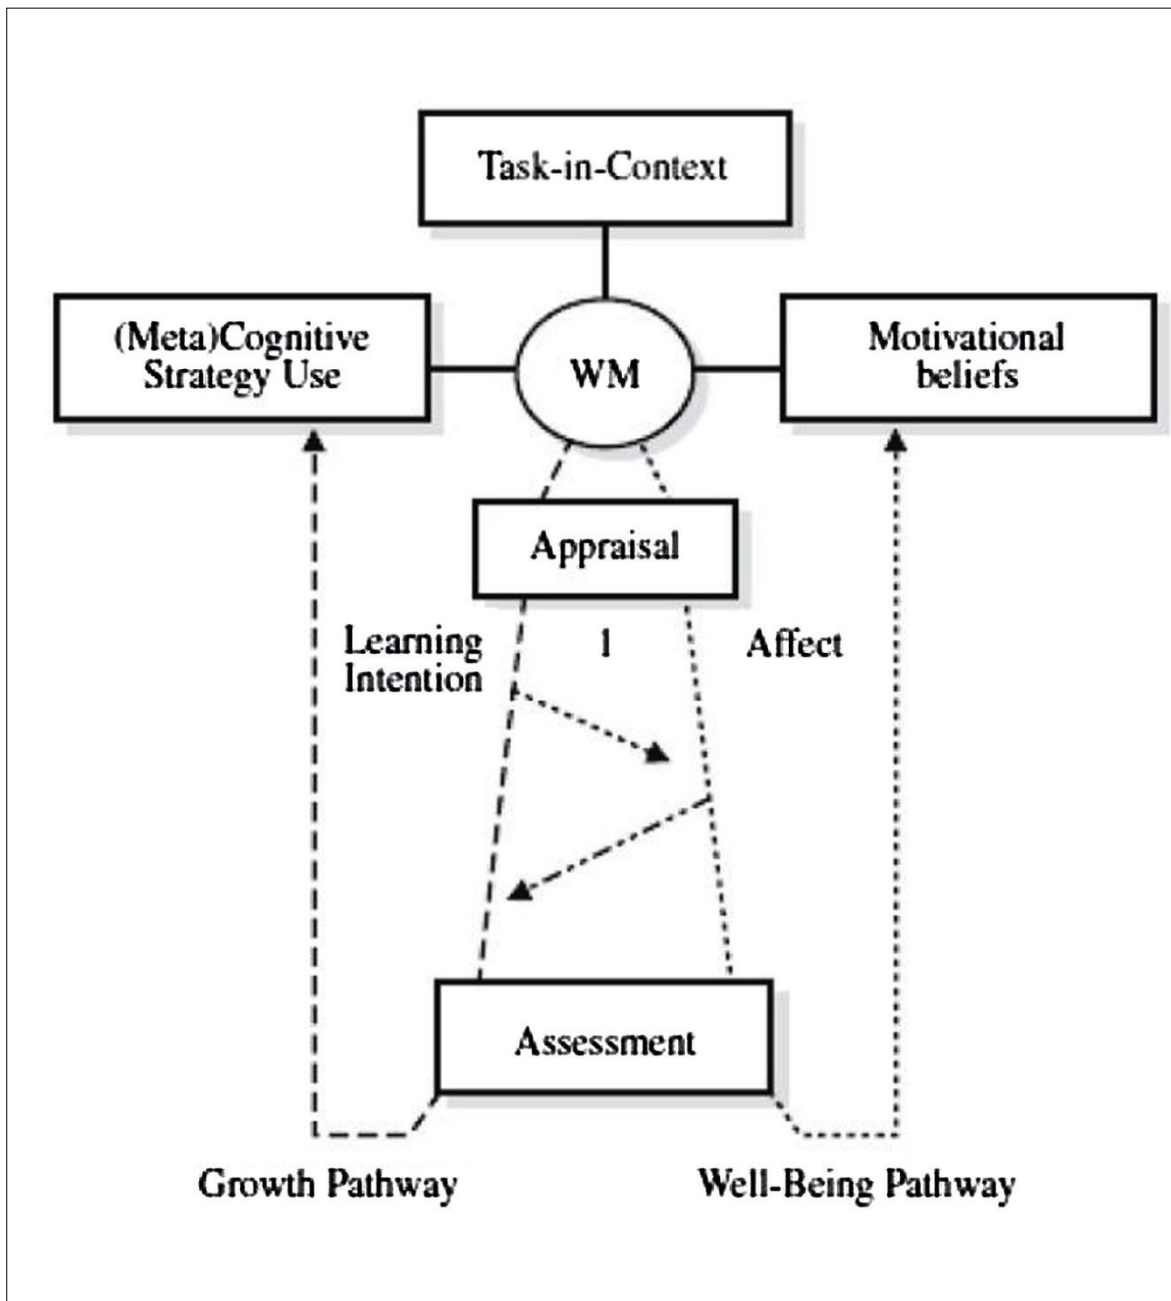 Task-in-Context
(Meta)Cognitive
Strategy Use
WM
Motivational
beliefs
Appraisal
Learning
Intention
1
Affect
Assessment
Growth Pathway
Well-Being Pathway